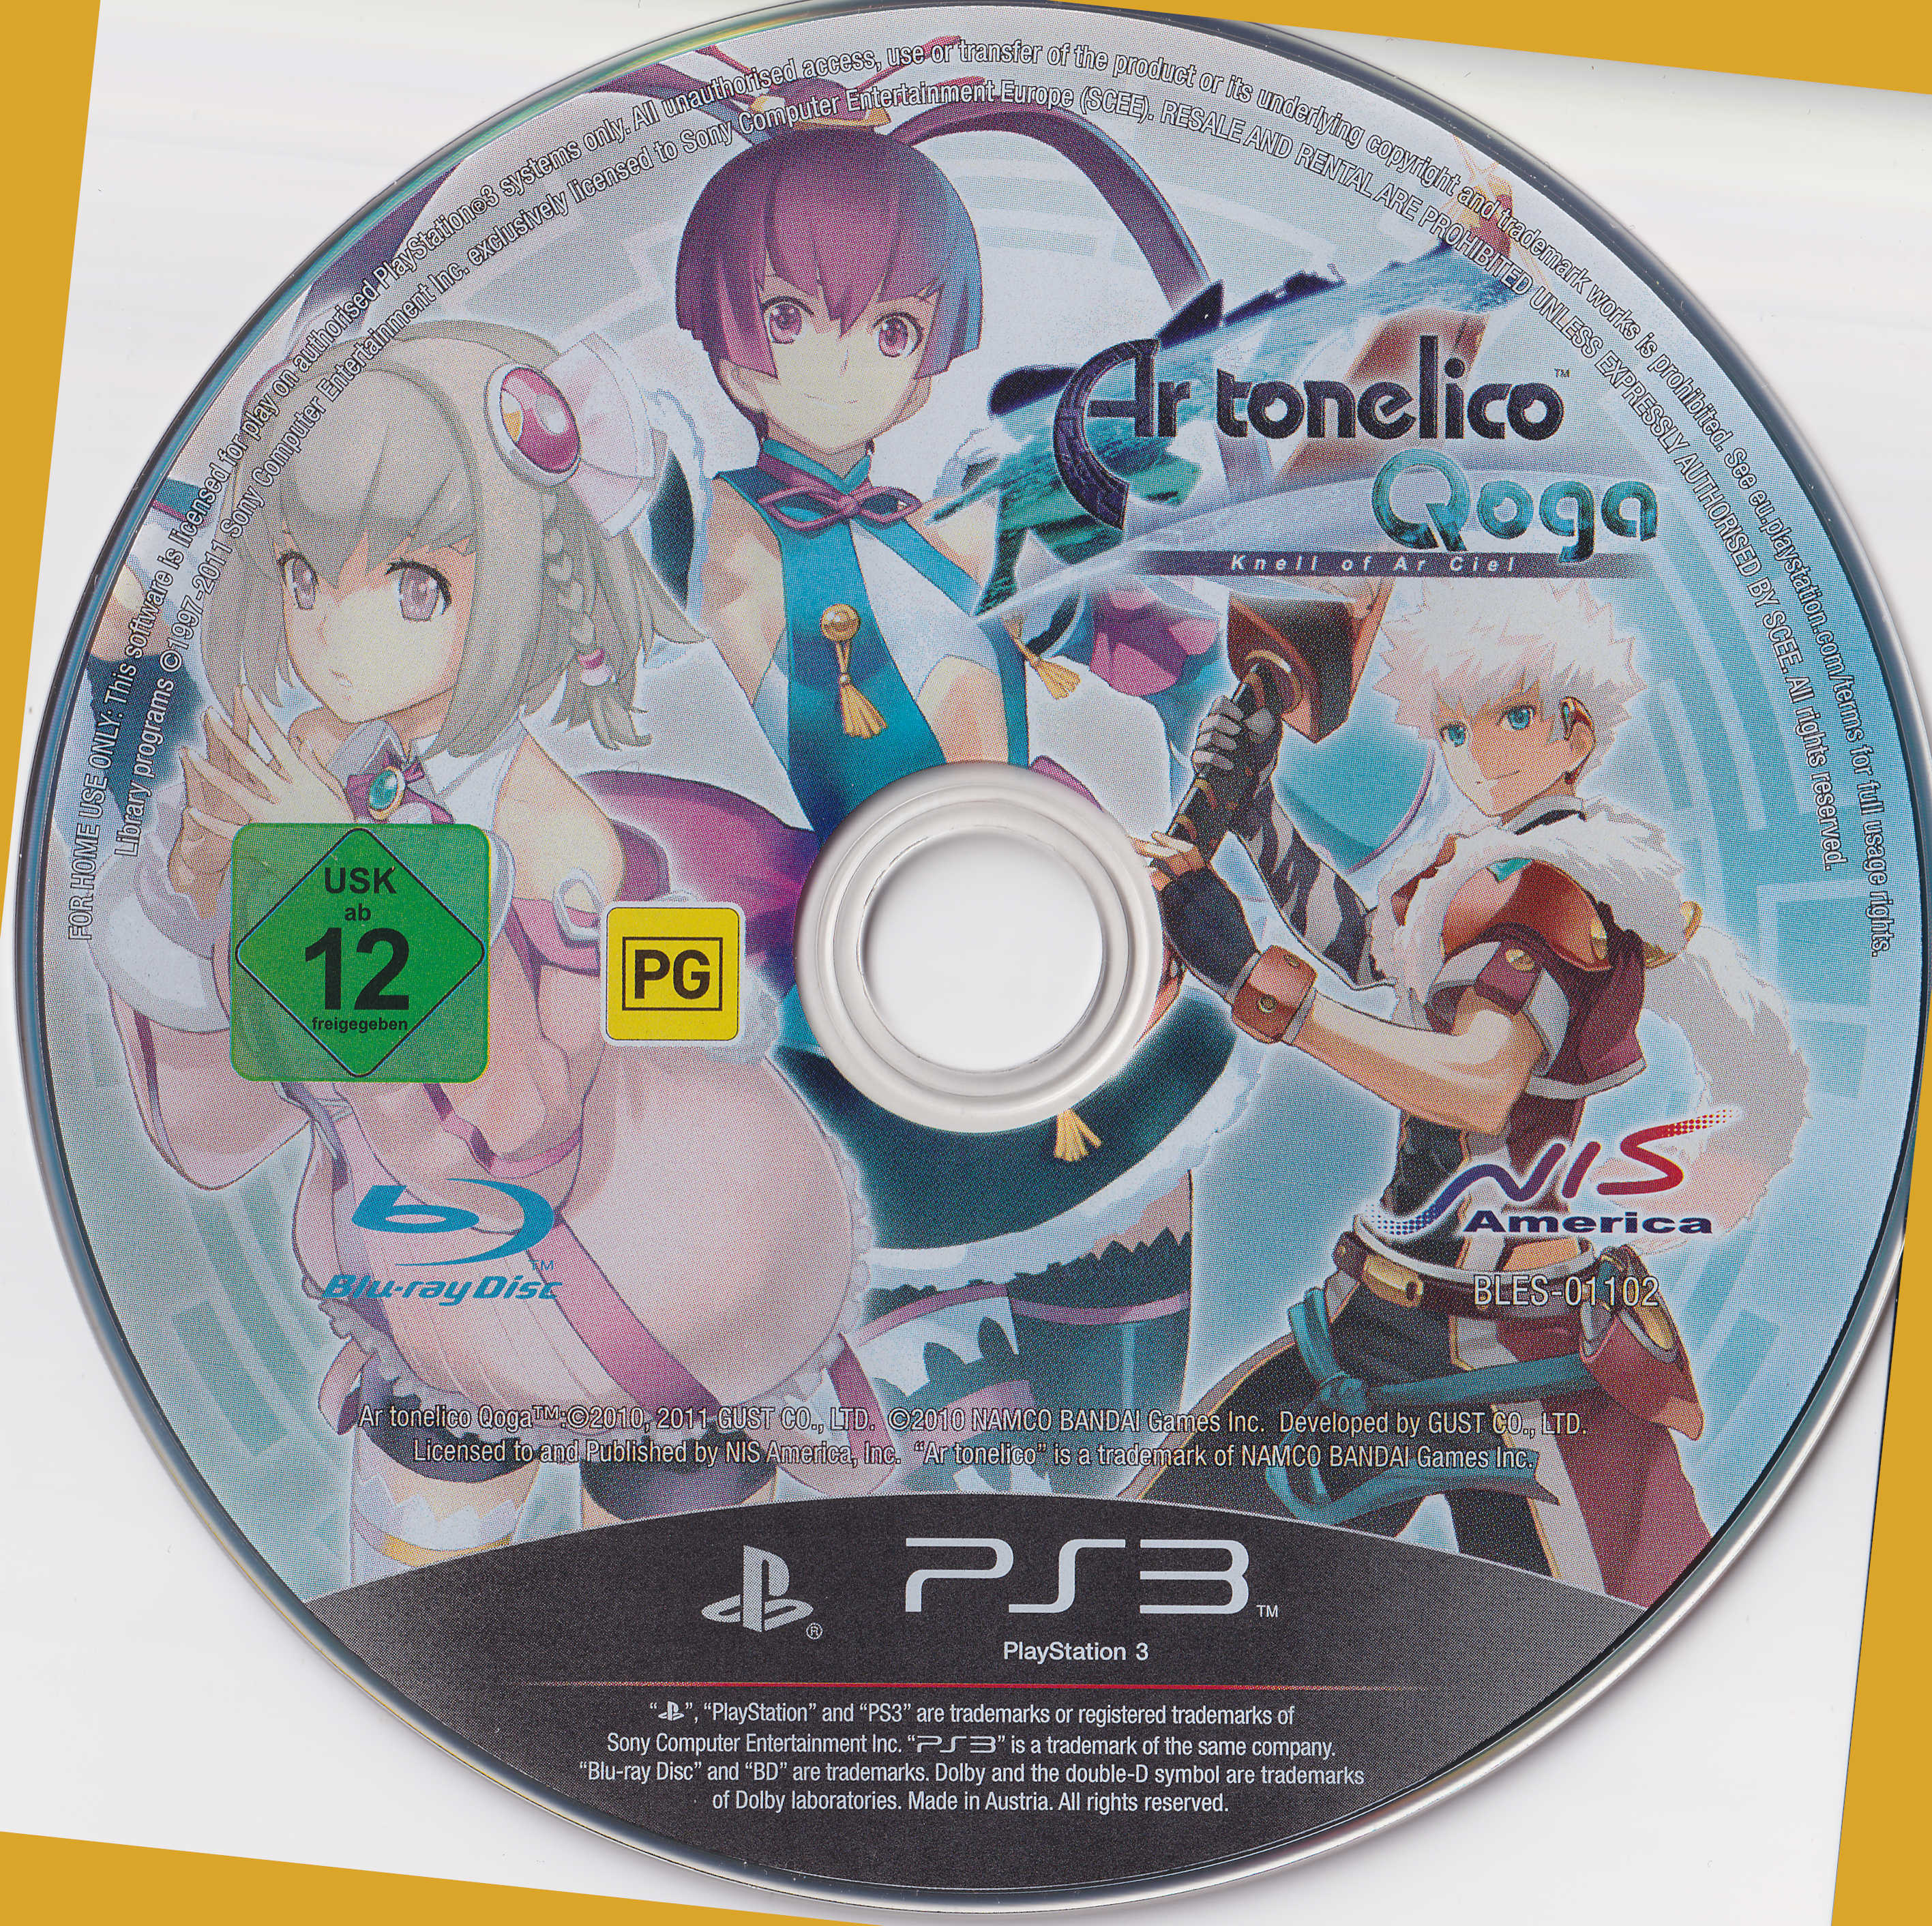 FOR HOME USE ONLY: This software is licensed for play on authorised PlayStation®3 systems only. All unauthorised access, use or transfer of the product or its underlying copyright and trademark works is prohibited. See eu.playstation.com/terms for full usage rights.
Library programs ©1997-2011 Sony Computer Entertainment Inc. exclusively licensed to Sony Computer Entertainment Europe (SCEE). RESALE AND RENTAL ARE PROHIBITED UNLESS EXPRESSLY AUTHORISED BY SCEE. All rights reserved.
Ar tonelico™
Qoga
Knell of Ar Ciel
USK
ab
12
freigegeben
PG
NIS
America
Blu-ray Disc™
BLES-01102
Ar tonelico Qoga™:©2010, 2011 GUST CO., LTD. ©2010 NAMCO BANDAI Games Inc. Developed by GUST CO., LTD.
Licensed to and Published by NIS America, Inc. “Ar tonelico” is a trademark of NAMCO BANDAI Games Inc.
® PS3™
PlayStation 3
“ ”, “PlayStation” and “PS3” are trademarks or registered trademarks of
Sony Computer Entertainment Inc. “PS3” is a trademark of the same company.
“Blu-ray Disc” and “BD” are trademarks. Dolby and the double-D symbol are trademarks
of Dolby laboratories. Made in Austria. All rights reserved.